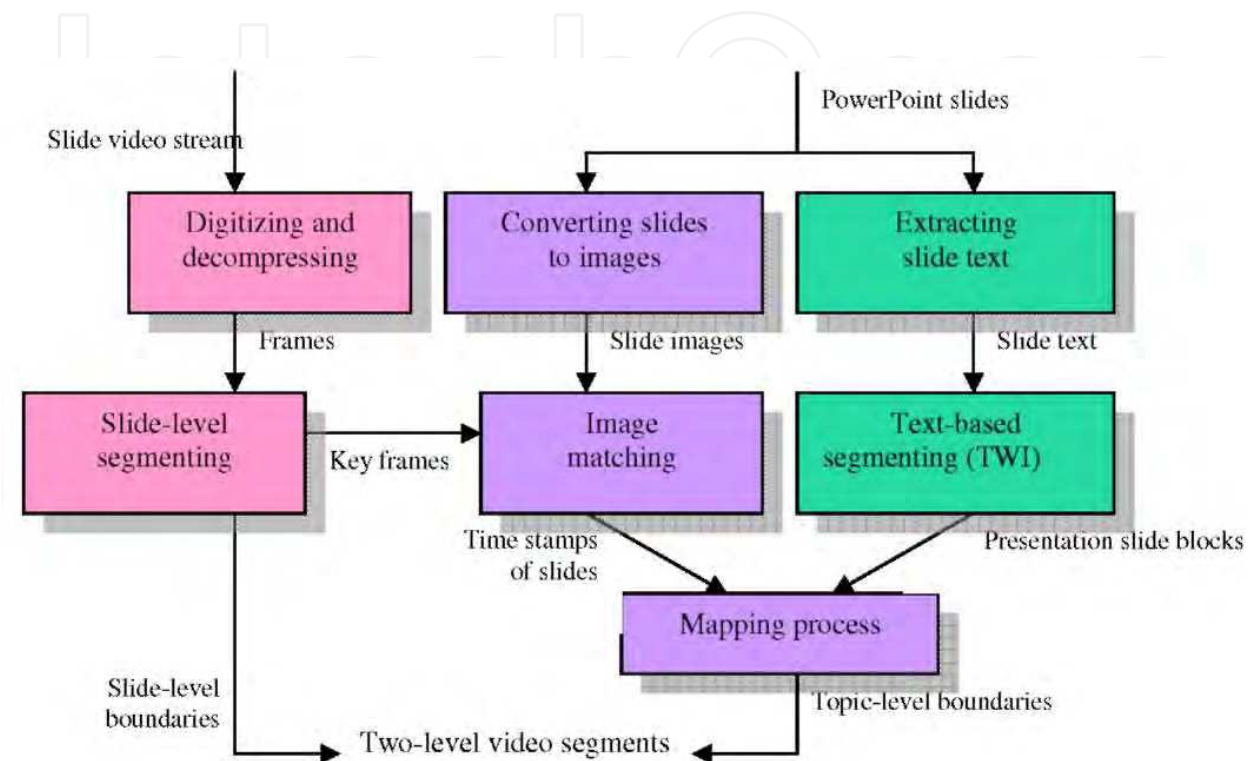 PowerPoint slides
Slide video stream
Digitizing and
decompressing
Converting slides
to images
Extracting
slide text
Frames
Slide images
Slide text
Slide-level
segmenting
Key frames
Image
matching
Text-based
segmenting (TWI)
Time stamps
of slides
Presentation slide blocks
Mapping process
Slide-level
boundaries
Topic-level boundaries
Two-level video segments